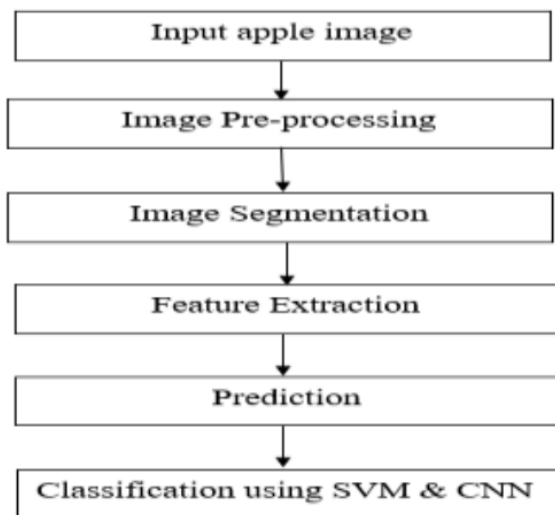 Input apple image
Image Pre-processing
Image Segmentation
Feature Extraction
Prediction
Classification using SVM & CNN